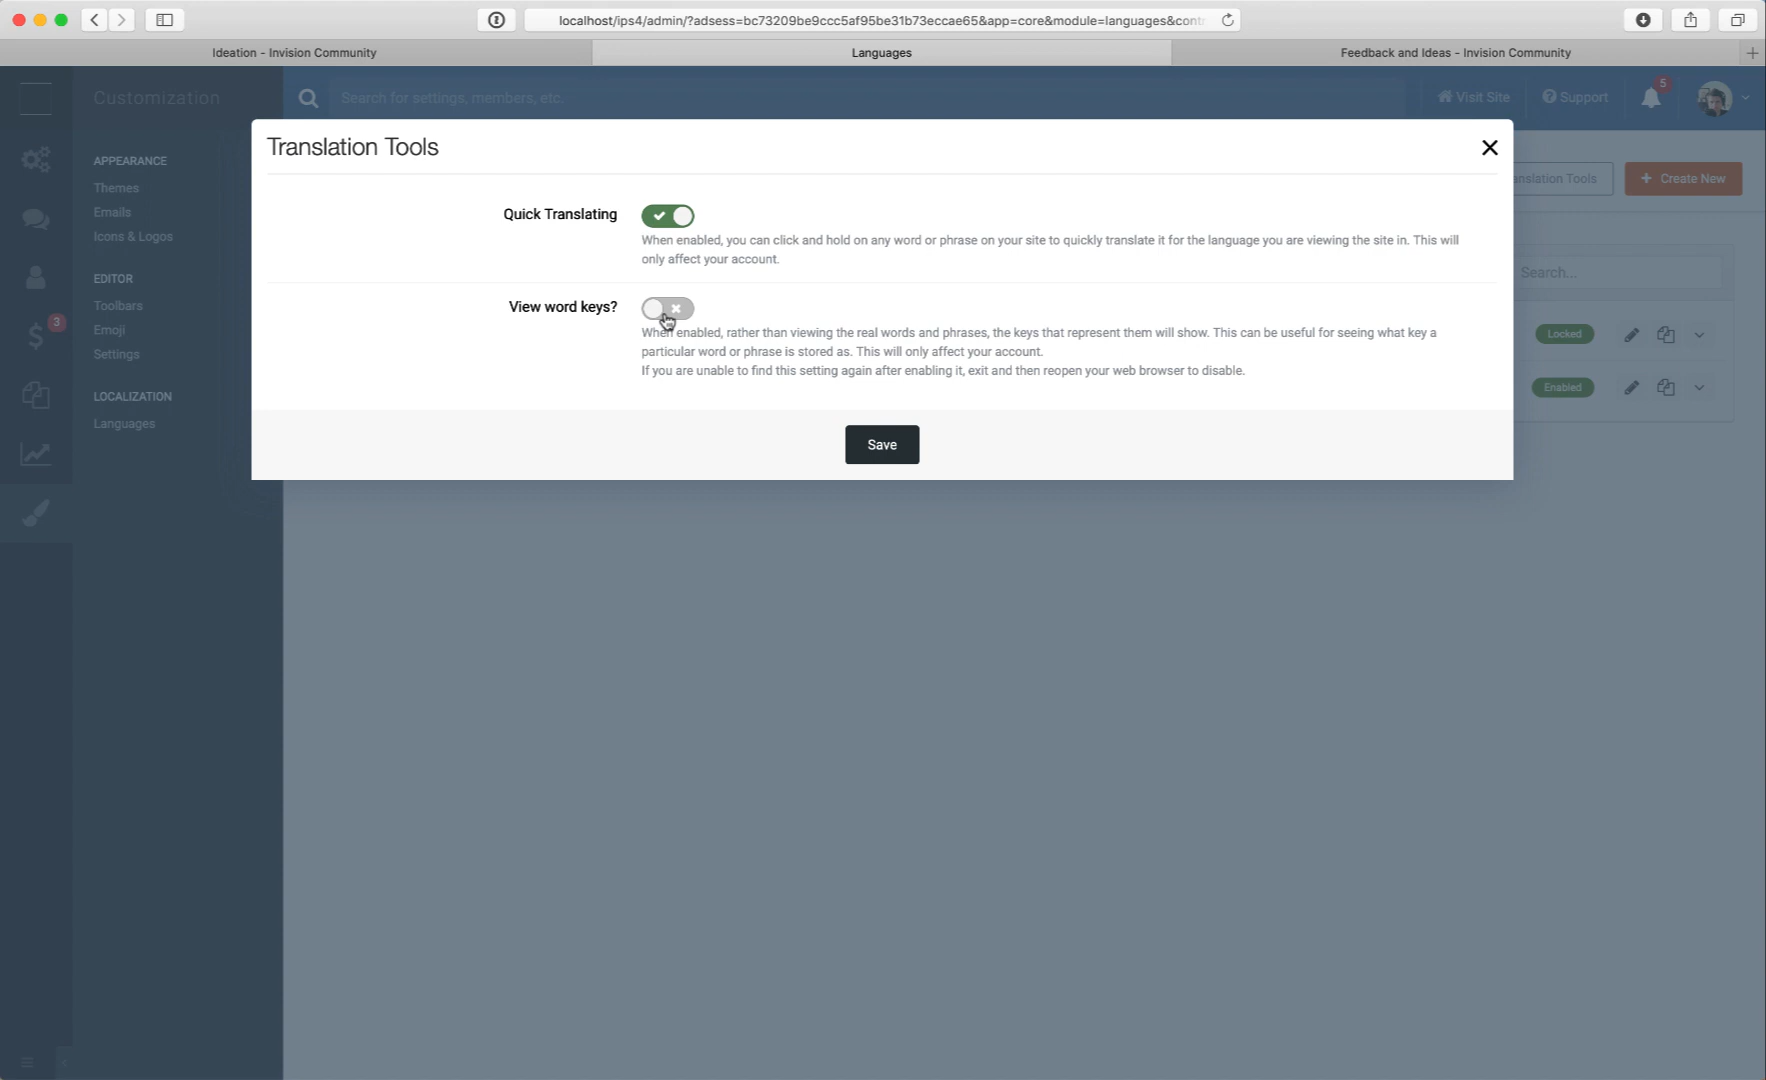 localhost/ips4/admin/?adsess=bc73209be9ccc5af95be31b73eccae65&app=core&module=languages&contr
Ideation - Invision Community
Languages
Feedback and Ideas - Invision Community
Customization
Search for settings, members, etc.
Visit Site
Support
5
Translation Tools
anslation Tools
+ Create New
APPEARANCE
Themes
Emails
Icons & Logos
EDITOR
Toolbars
Emoji
Settings
LOCALIZATION
Languages
3
Quick Translating
When enabled, you can click and hold on any word or phrase on your site to quickly translate it for the language you are viewing the site in. This will
only affect your account.
Search...
View word keys?
When enabled, rather than viewing the real words and phrases, the keys that represent them will show. This can be useful for seeing what key a
particular word or phrase is stored as. This will only affect your account.
If you are unable to find this setting again after enabling it, exit and then reopen your web browser to disable.
Locked
Enabled
Save